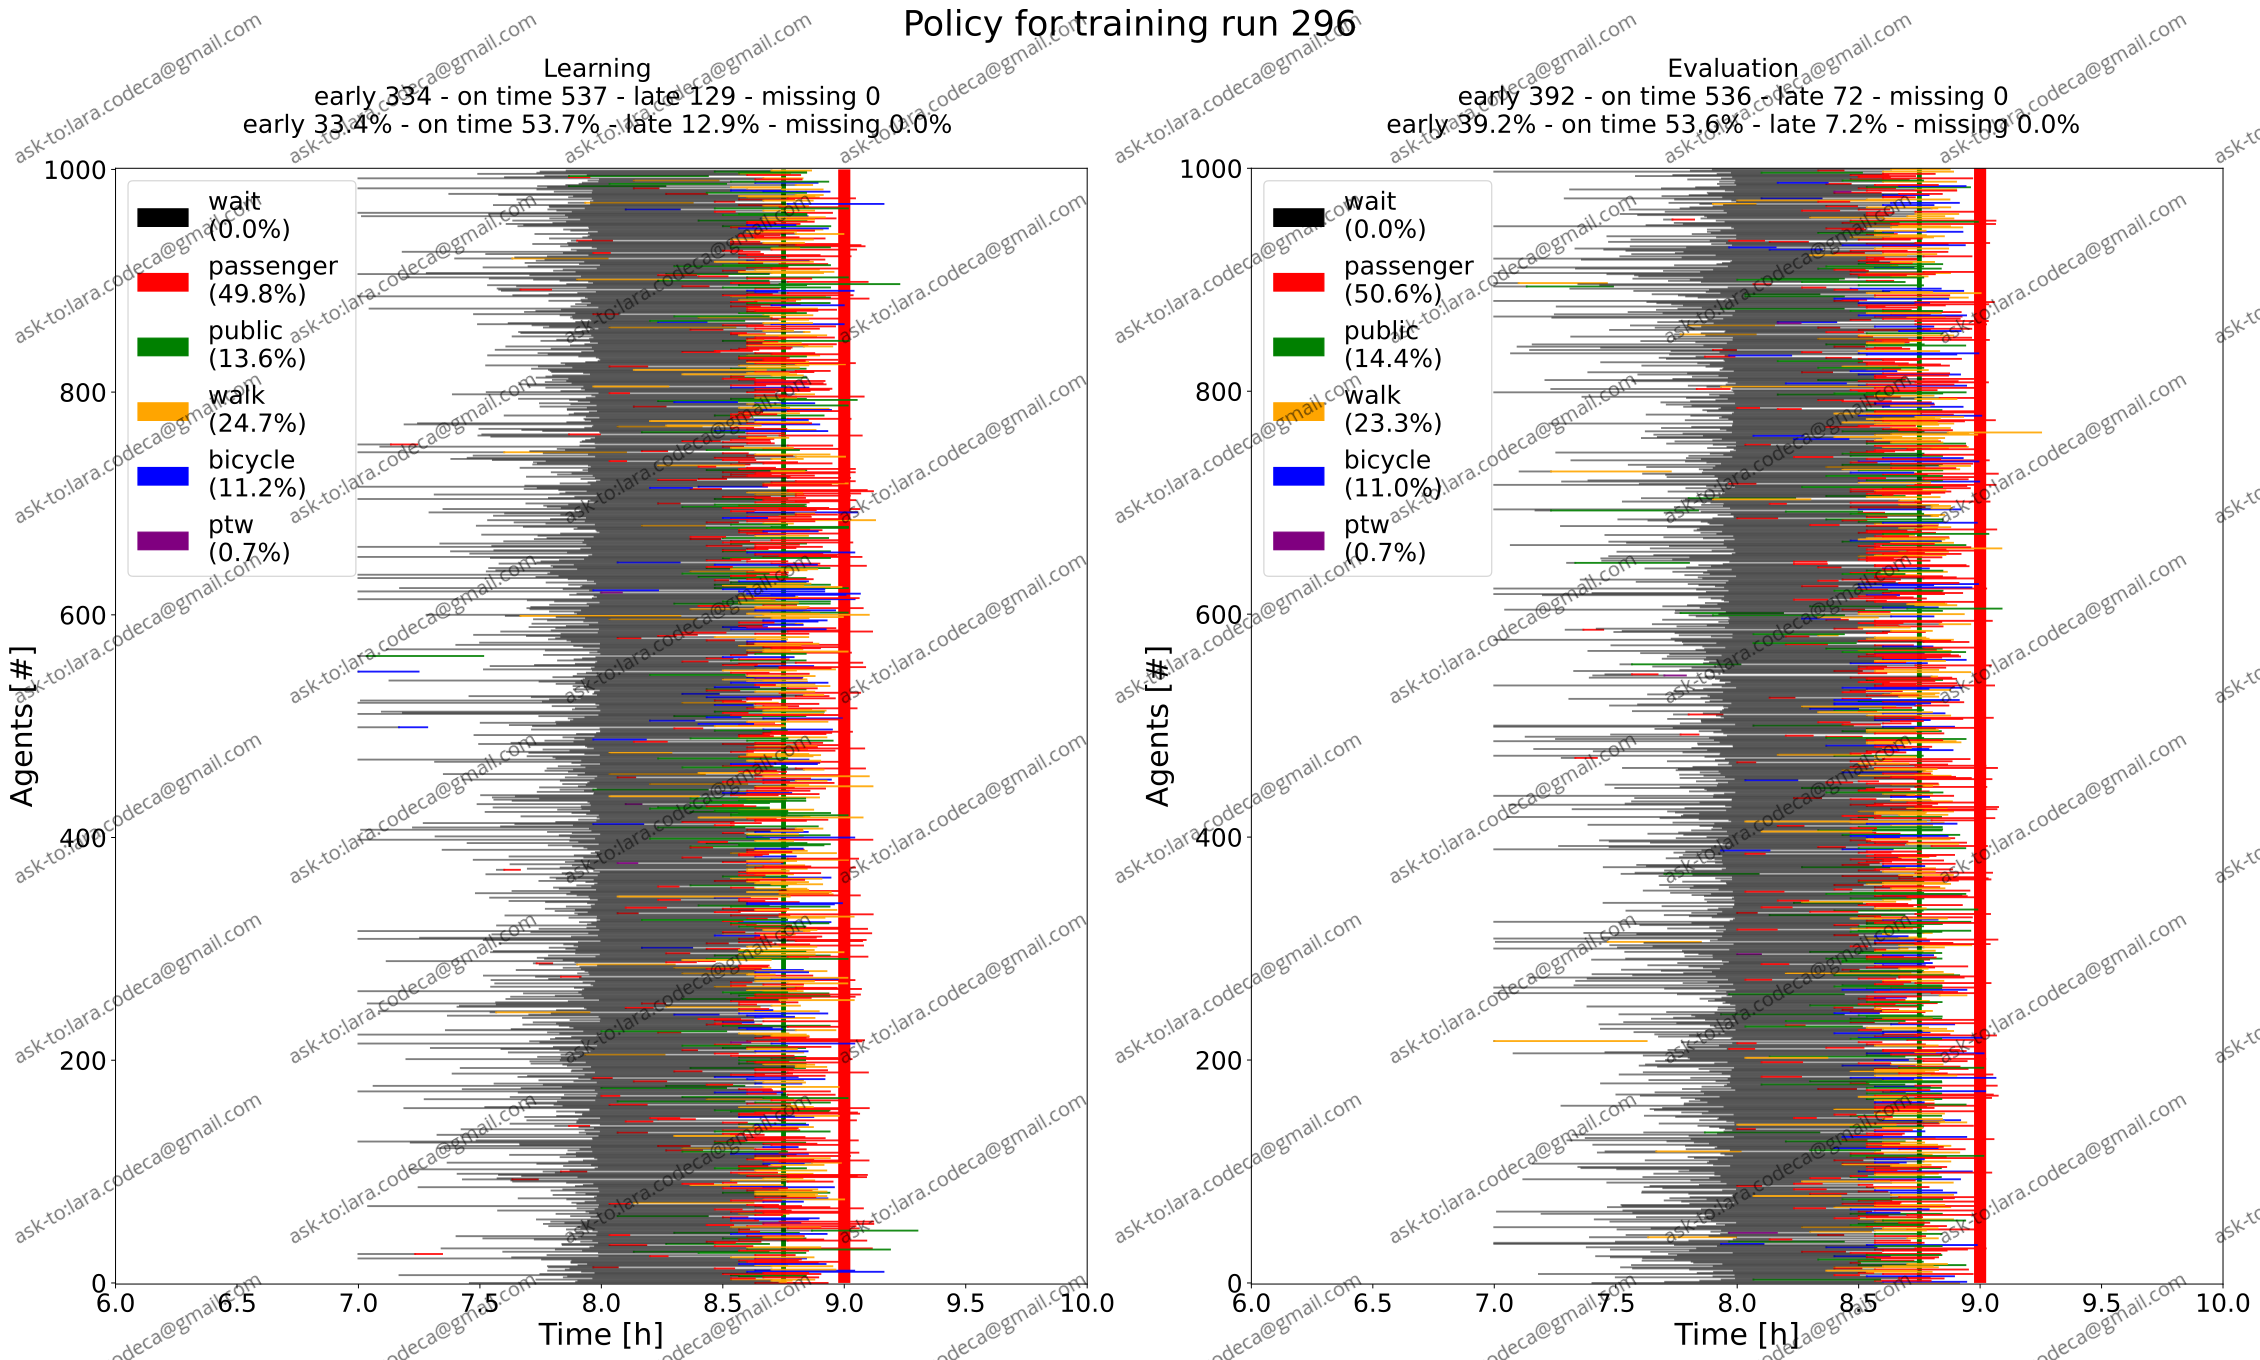 Policy for training run 296
Learning
early 334 - on time 537 - late 129 - missing 0
early 33.4% - on time 53.7% - late 12.9% - missing 0.0%
1000
800
600
400
200
0
Agents [#]
wait
(0.0%)
passenger
(49.8%)
public
(13.6%)
walk
(24.7%)
bicycle
(11.2%)
ptw
(0.7%)
6.0 6.5 7.0 7.5 8.0 8.5 9.0 9.5 10.0
Time [h]
Evaluation
early 392 - on time 536 - late 72 - missing 0
early 39.2% - on time 53.6% - late 7.2% - missing 0.0%
1000
800
600
400
200
0
Agents [#]
wait
(0.0%)
passenger
(50.6%)
public
(14.4%)
walk
(23.3%)
bicycle
(11.0%)
ptw
(0.7%)
6.0 6.5 7.0 7.5 8.0 8.5 9.0 9.5 10.0
Time [h]
ask-to:lara.codeca@gmail.com